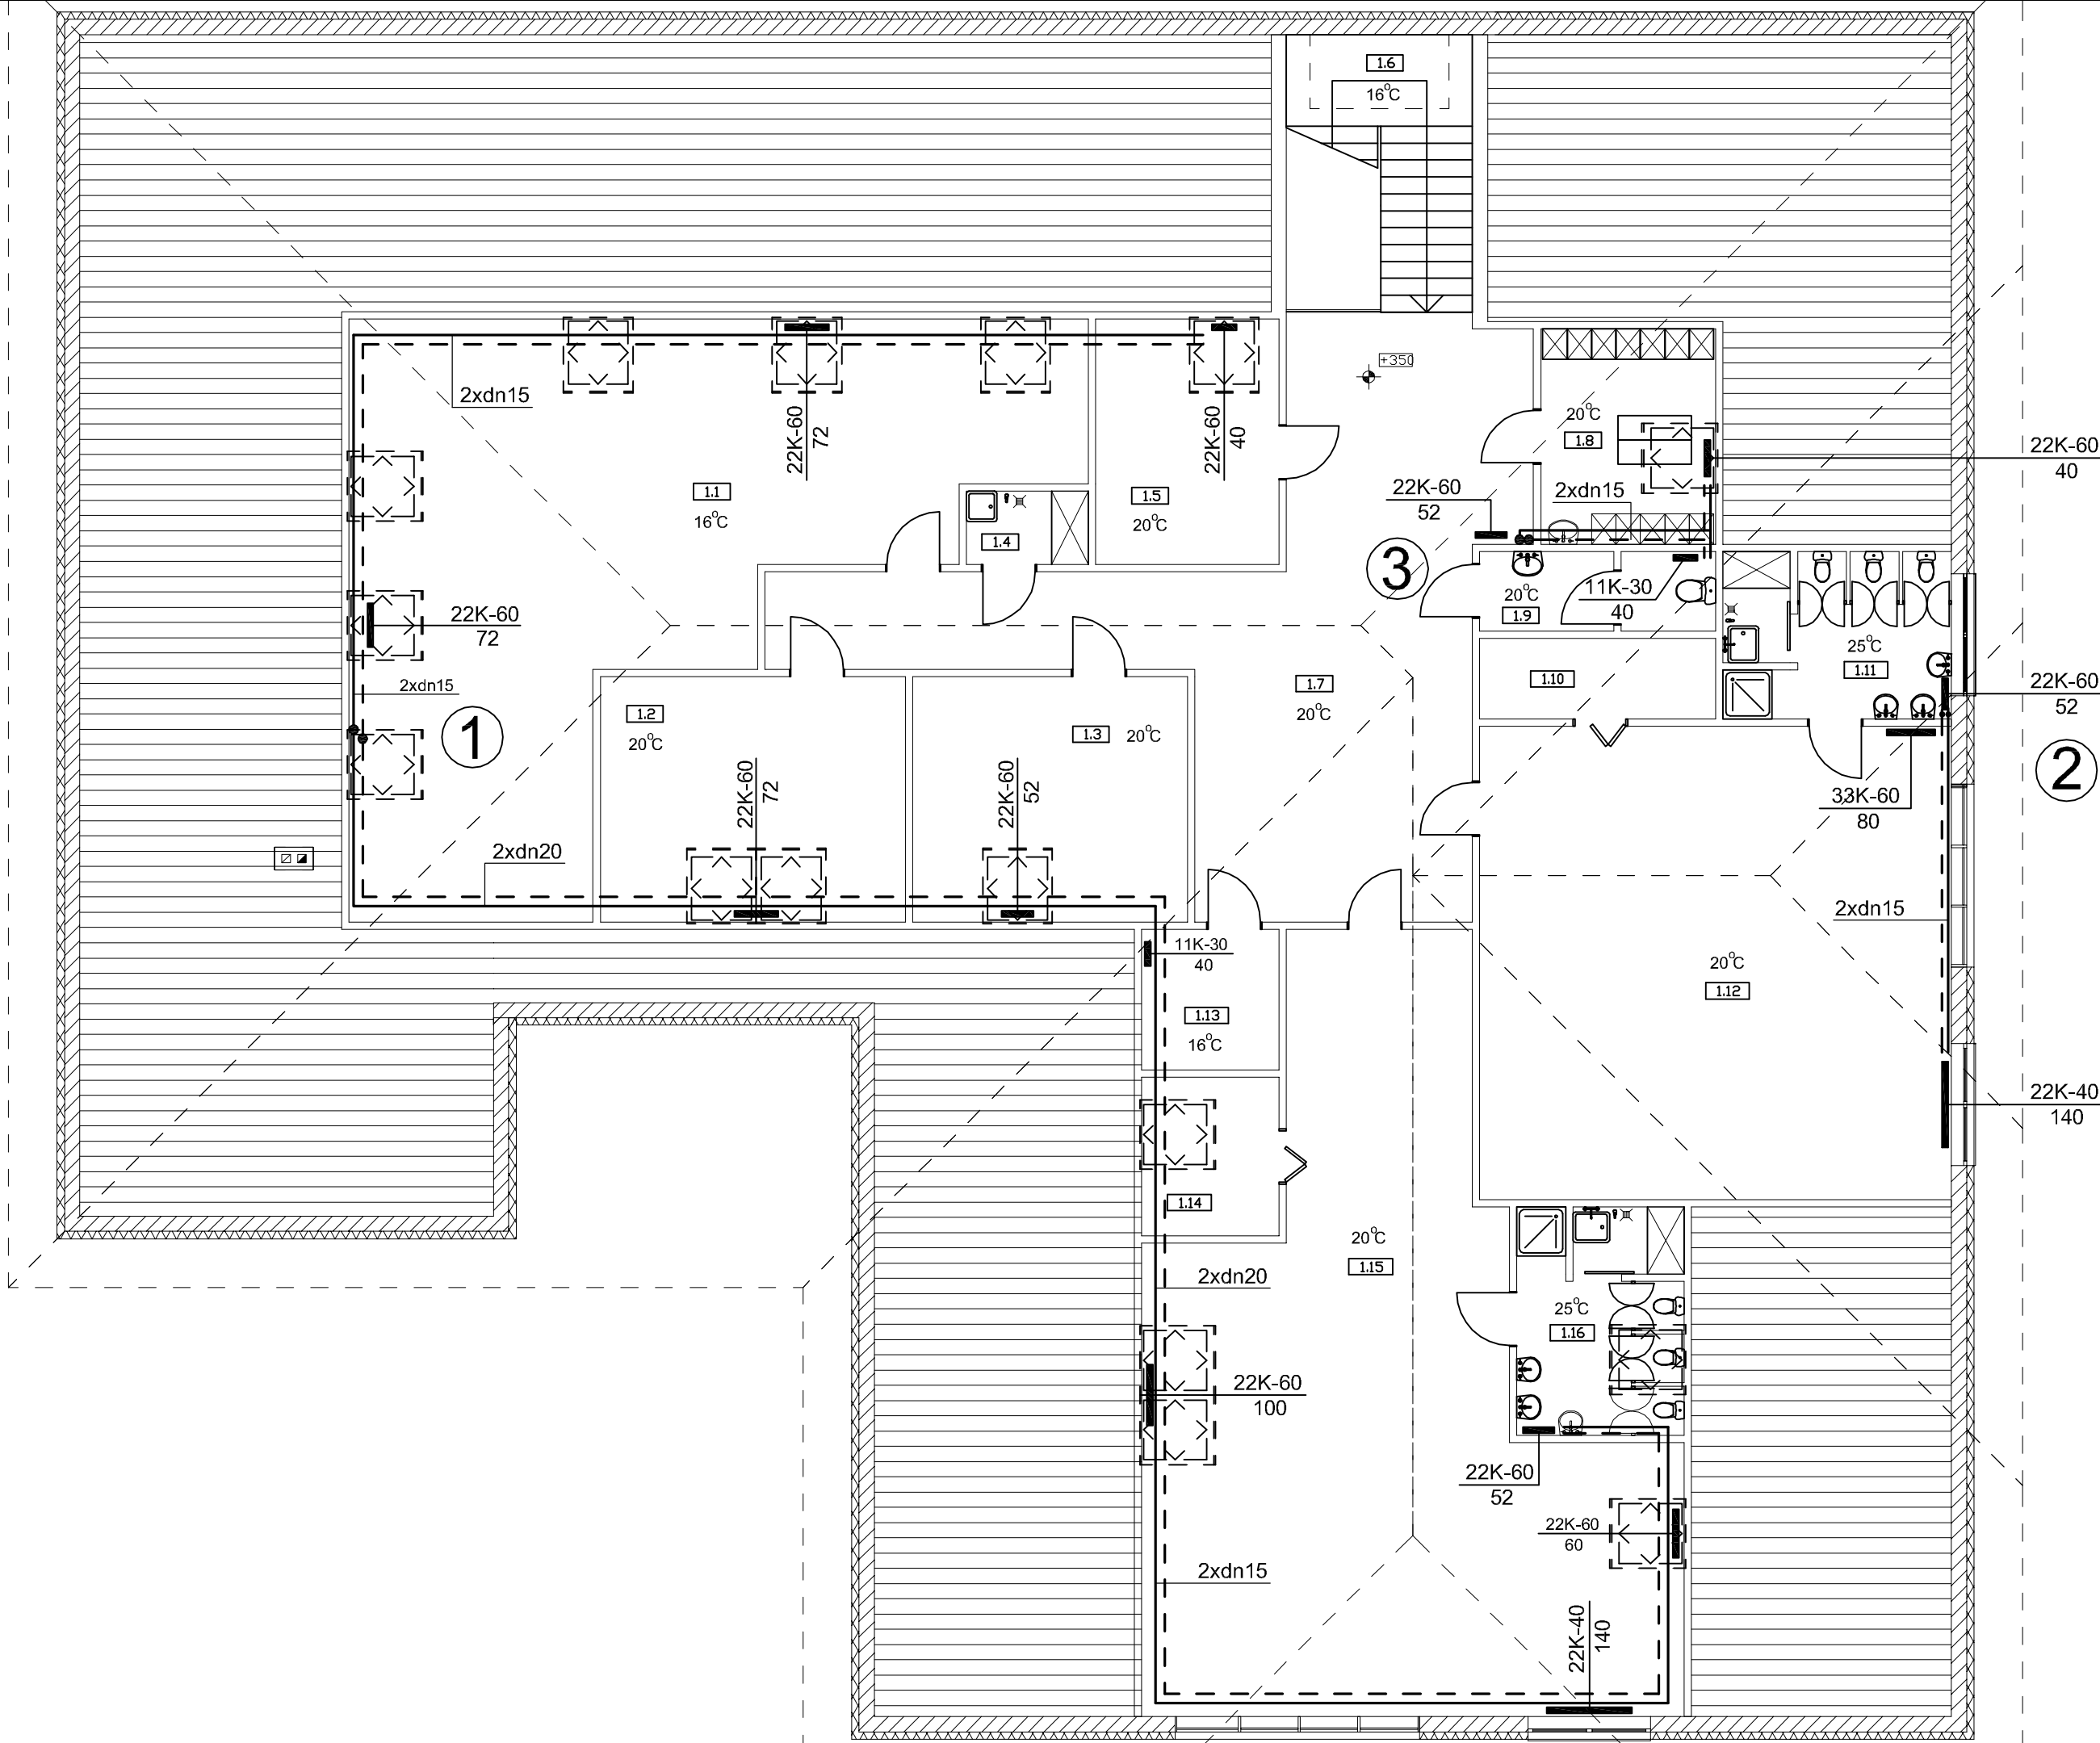 1.6
16°C
+350
2xdn15
22K-60
72
22K-60
40
20°C
1.8
22K-60
40
1.1
16°C
1.5
20°C
22K-60
52
2xdn15
1.4
3
11K-30
40
20°C
1.9
22K-60
72
25°C
1.11
2xdn15
1.10
1.7
20°C
22K-60
52
1
1.2
20°C
1.3
20°C
2
22K-60
72
22K-60
52
33K-60
80
2xdn20
2xdn15
11K-30
40
20°C
1.12
1.13
16°C
22K-40
140
1.14
20°C
1.15
2xdn20
25°C
1.16
22K-60
100
22K-60
52
22K-60
60
2xdn15
22K-40
140